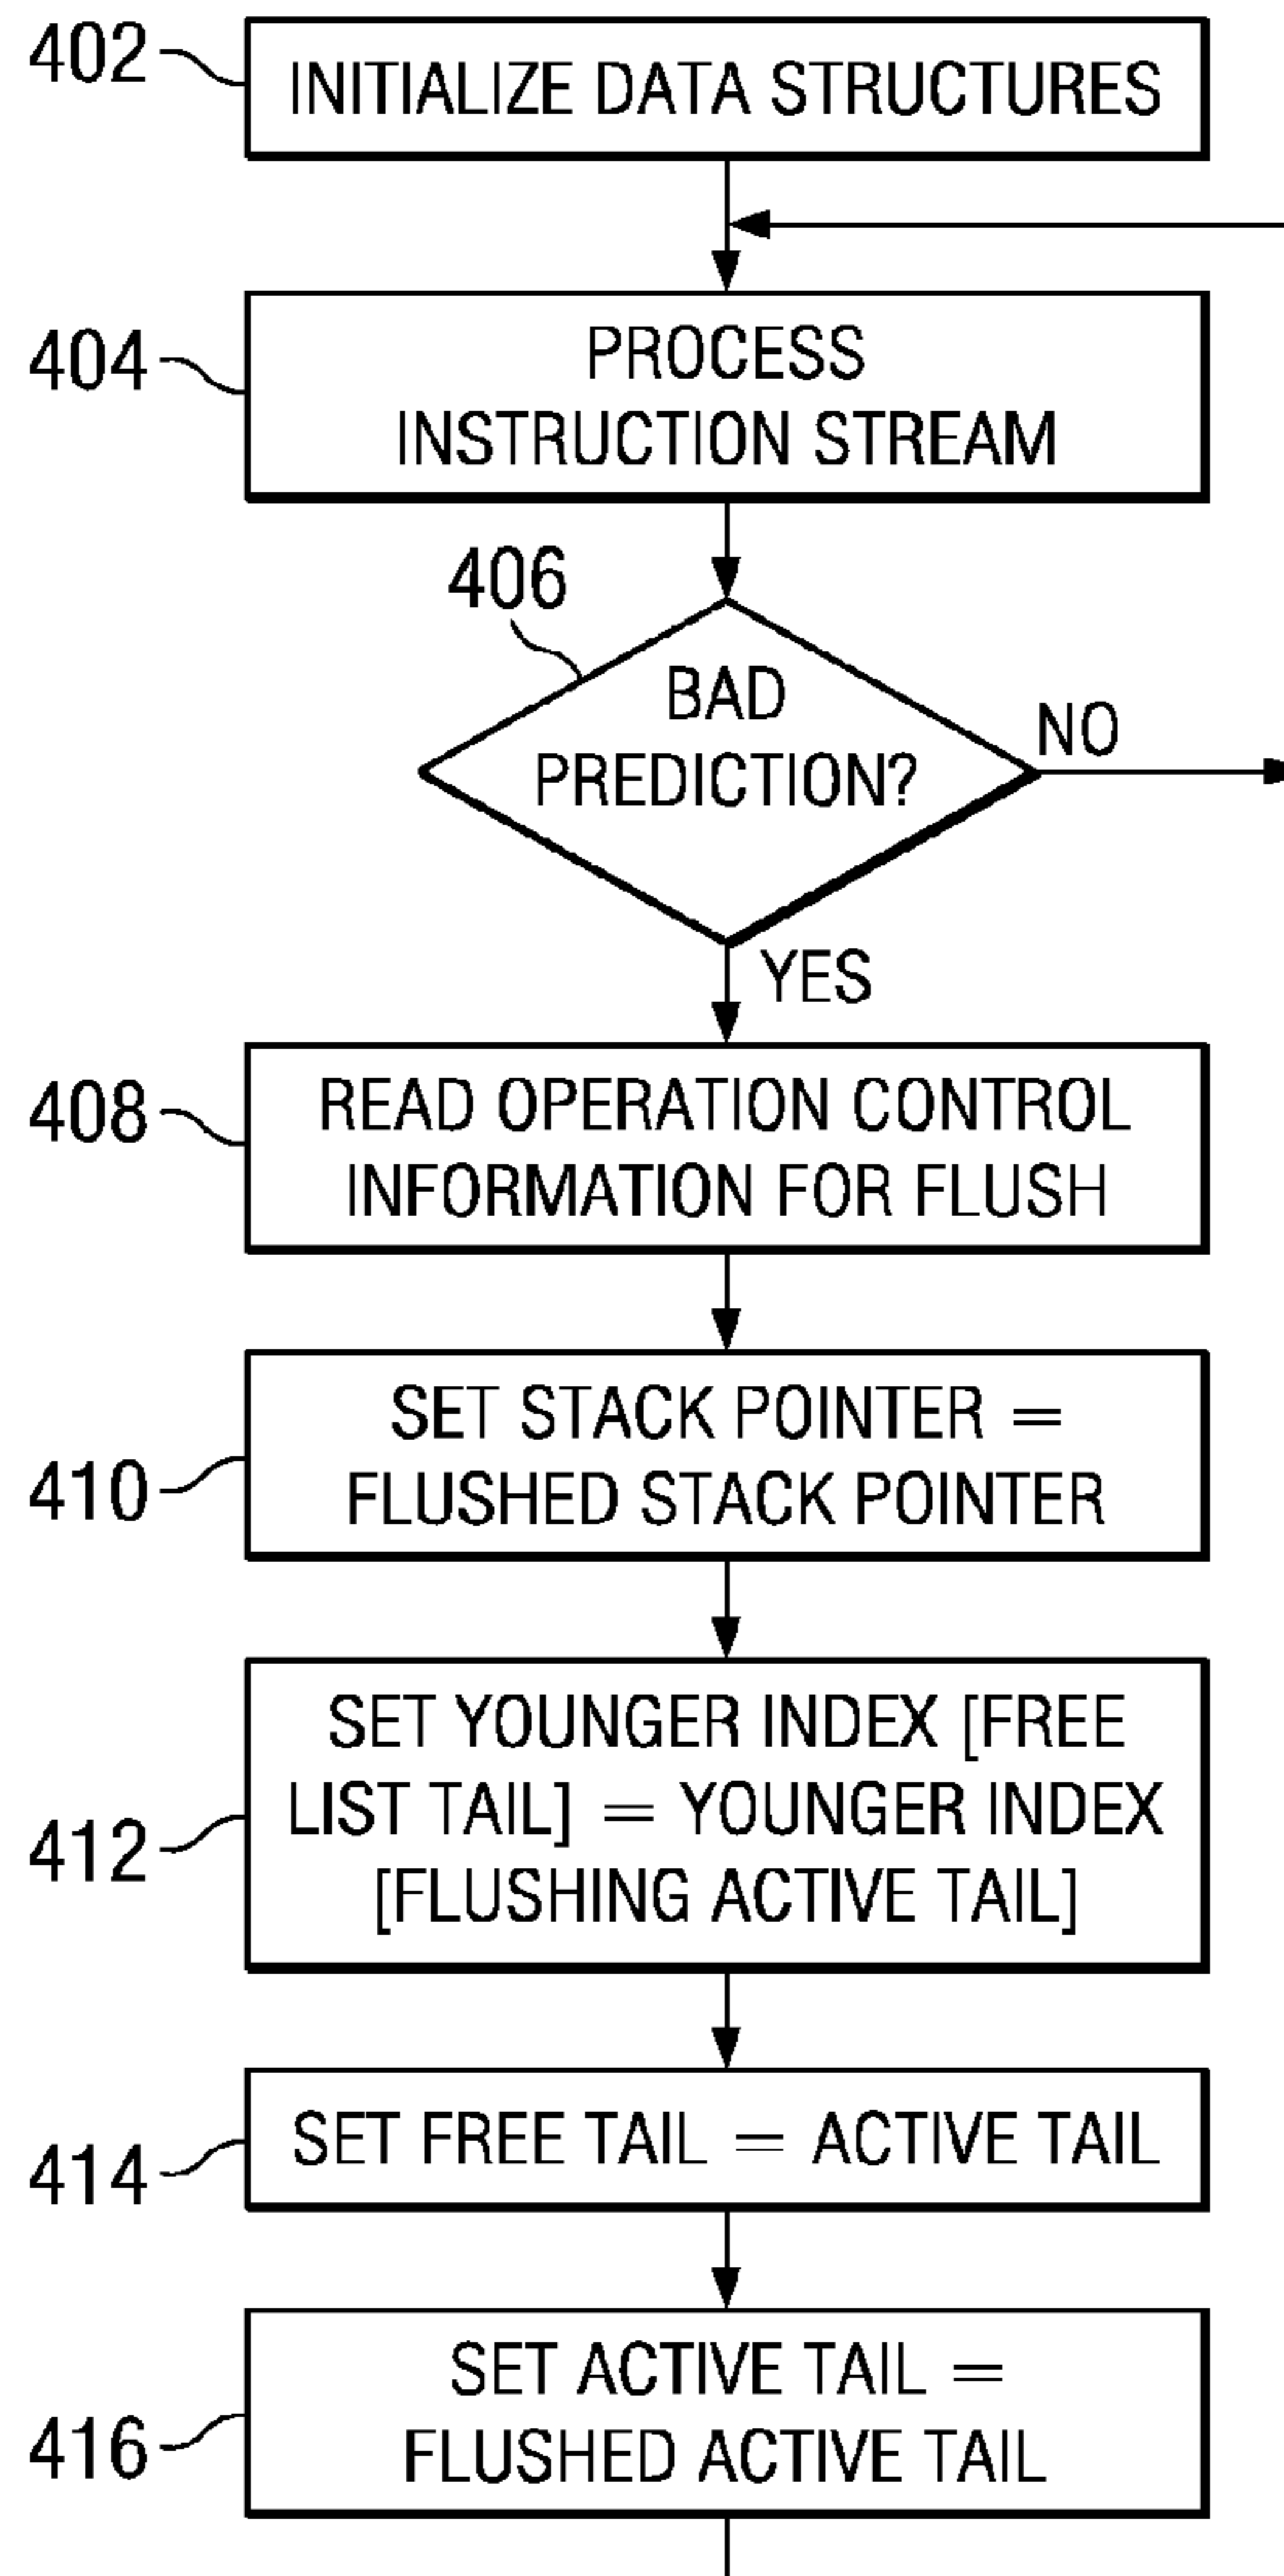 402
INITIALIZE DATA STRUCTURES
404
PROCESS
INSTRUCTION STREAM
406
BAD
PREDICTION?
NO
YES
408
READ OPERATION CONTROL
INFORMATION FOR FLUSH
410
SET STACK POINTER =
FLUSHED STACK POINTER
412
SET YOUNGER INDEX [FREE
LIST TAIL] = YOUNGER INDEX
[FLUSHING ACTIVE TAIL]
414
SET FREE TAIL = ACTIVE TAIL
416
SET ACTIVE TAIL =
FLUSHED ACTIVE TAIL